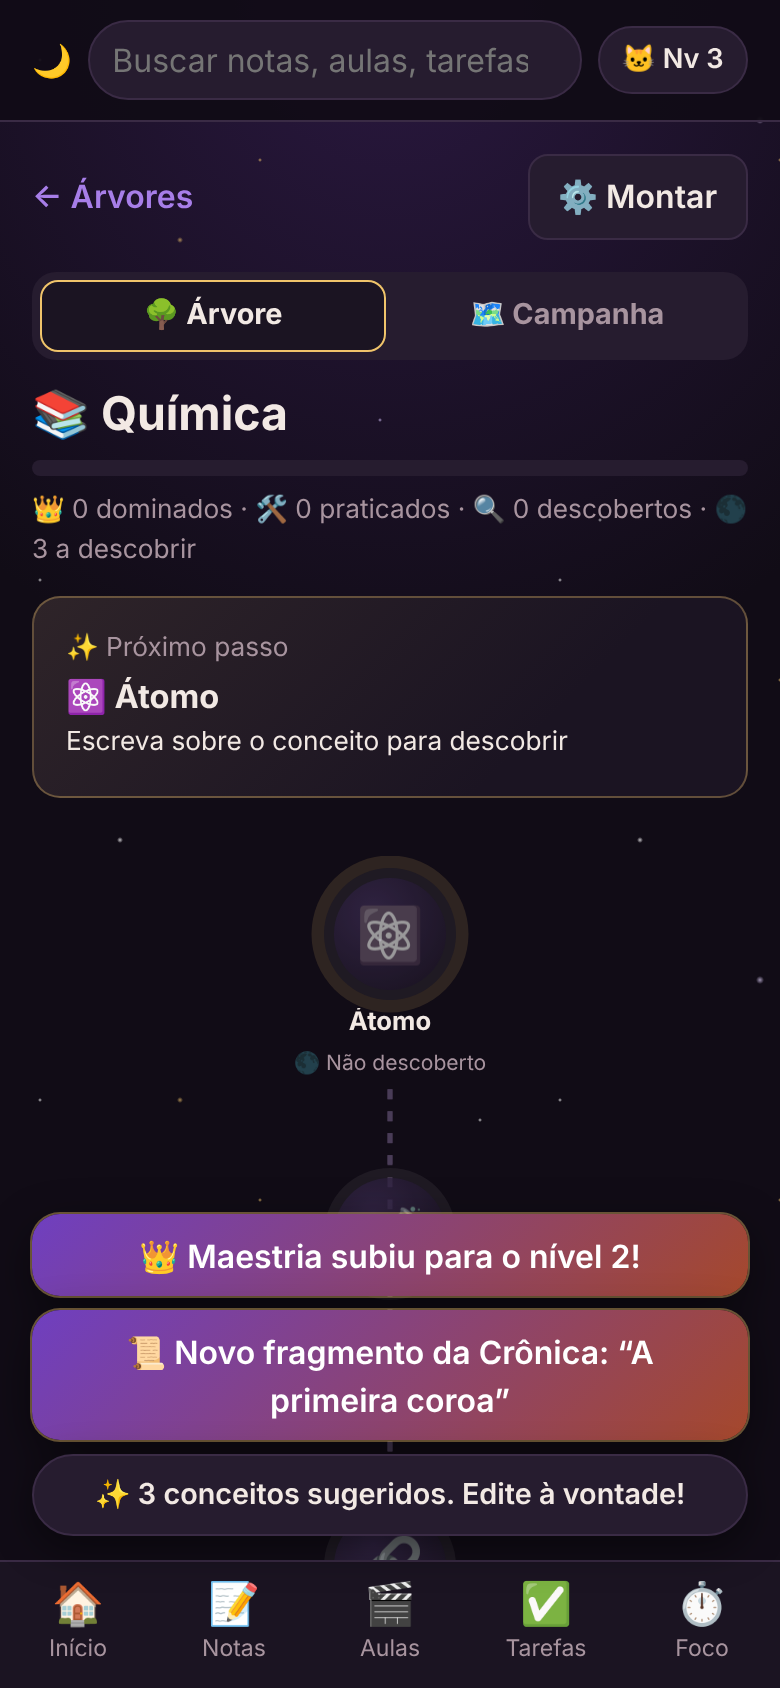 Buscar notas, aulas, tarefas
Nv 3
← Árvores
Montar
Árvore
Campanha
Química
0 dominados · 0 praticados · 0 descobertos ·
3 a descobrir
Próximo passo
Átomo
Escreva sobre o conceito para descobrir
Átomo
Não descoberto
Maestria subiu para o nível 2!
Novo fragmento da Crônica: “A
primeira coroa”
3 conceitos sugeridos. Edite à vontade!
Início
Notas
Aulas
Tarefas
Foco